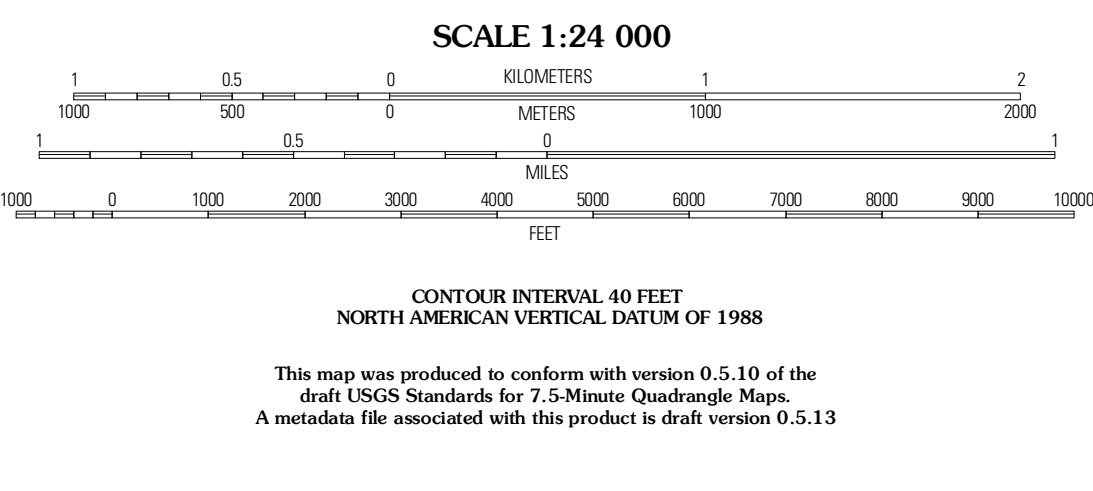 SCALE 1:24 000
1 0.5 0 KILOMETERS 1 2
1000 500 0 METERS 1000 2000
1 0.5 0 1
MILES
1000 0 1000 2000 3000 4000 5000 6000 7000 8000 9000 10000
FEET
CONTOUR INTERVAL 40 FEET
NORTH AMERICAN VERTICAL DATUM OF 1988
This map was produced to conform with version 0.5.10 of the
draft USGS Standards for 7.5-Minute Quadrangle Maps.
A metadata file associated with this product is draft version 0.5.13